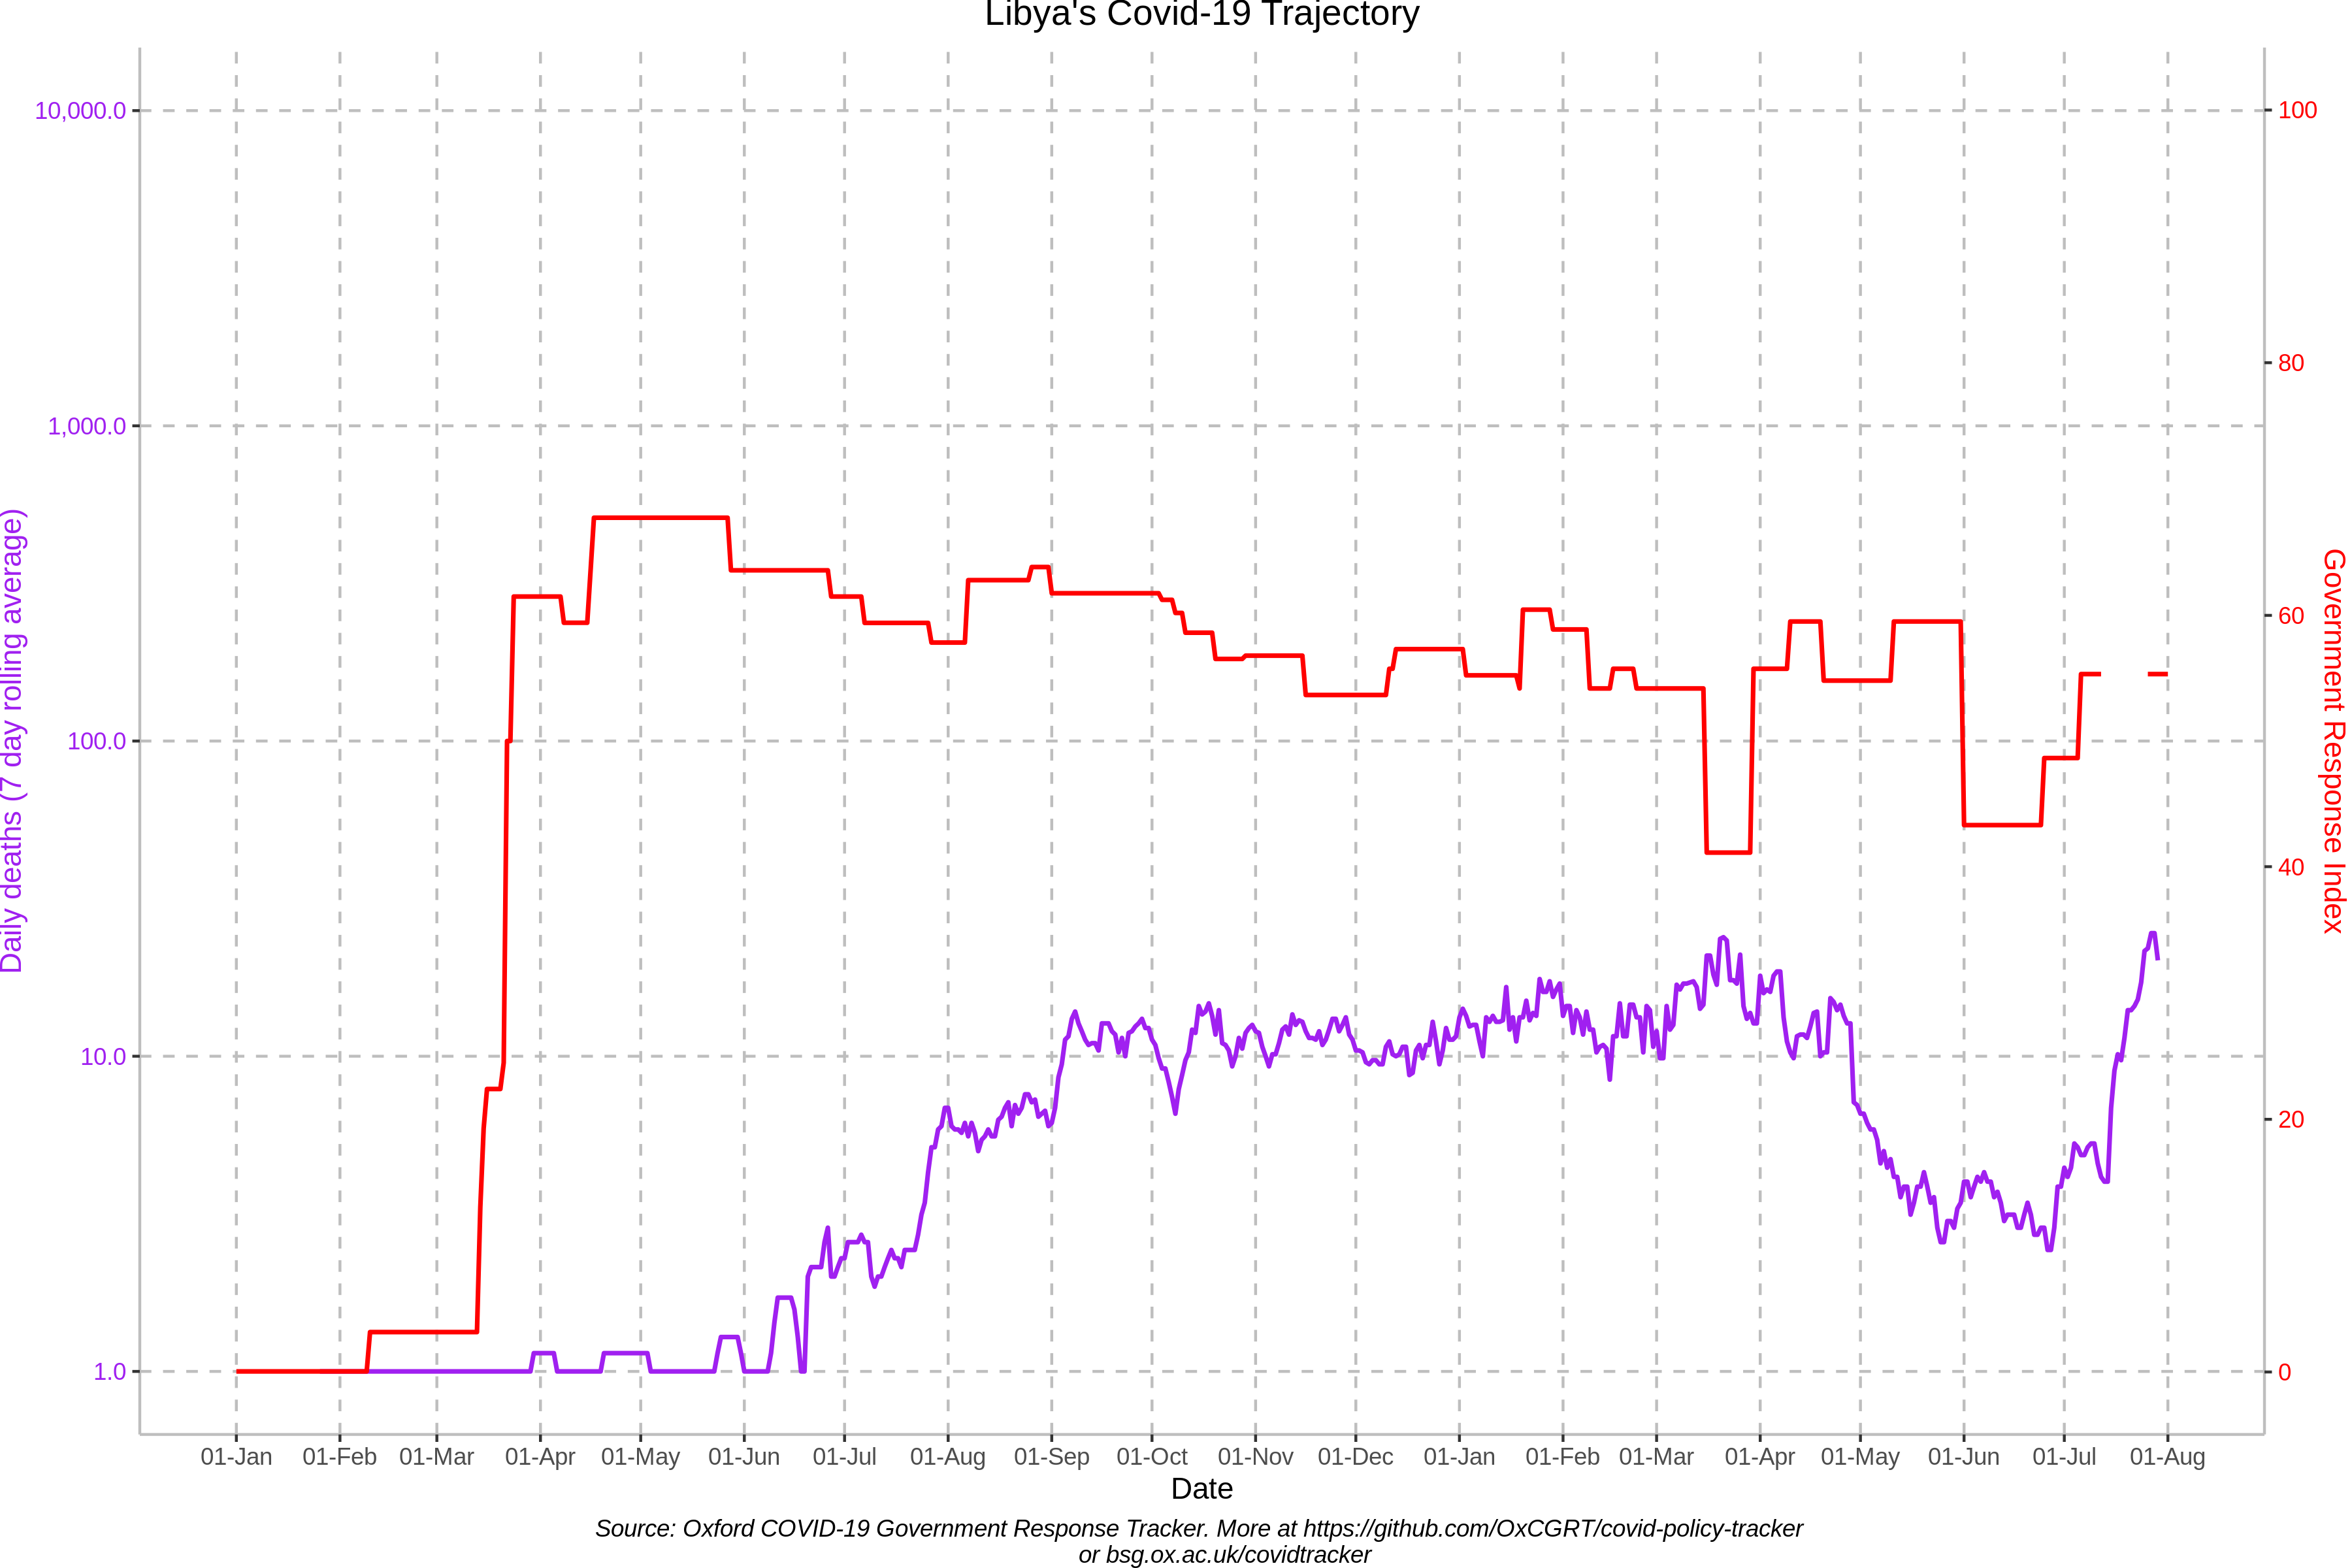 Libya's Covid-19 Trajectory
10,000.0
1,000.0
100.0
10.0
1.0
Daily deaths (7 day rolling average)
100
80
60
40
20
0
Government Response Index
01-Jan 01-Feb 01-Mar 01-Apr 01-May 01-Jun 01-Jul 01-Aug 01-Sep 01-Oct 01-Nov 01-Dec 01-Jan 01-Feb 01-Mar 01-Apr 01-May 01-Jun 01-Jul 01-Aug
Date
Source: Oxford COVID-19 Government Response Tracker. More at https://github.com/OxCGRT/covid-policy-tracker
or bsg.ox.ac.uk/covidtracker